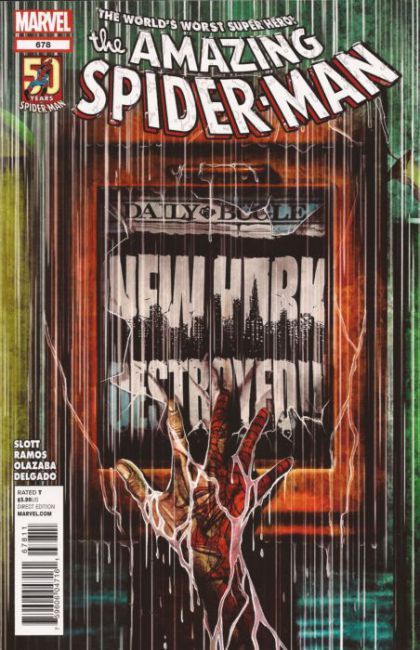 MARVEL
678
50
YEARS
SPIDER-MAN
THE WORLD'S WORST SUPER HERO!
the AMAZING
SPIDER-MAN
DAILY BUGLE
NEW YORK
DESTROYED!!
SLOTT
RAMOS
OLAZABA
DELGADO
RATED T
$3.99US
DIRECT EDITION
MARVEL.COM
67811